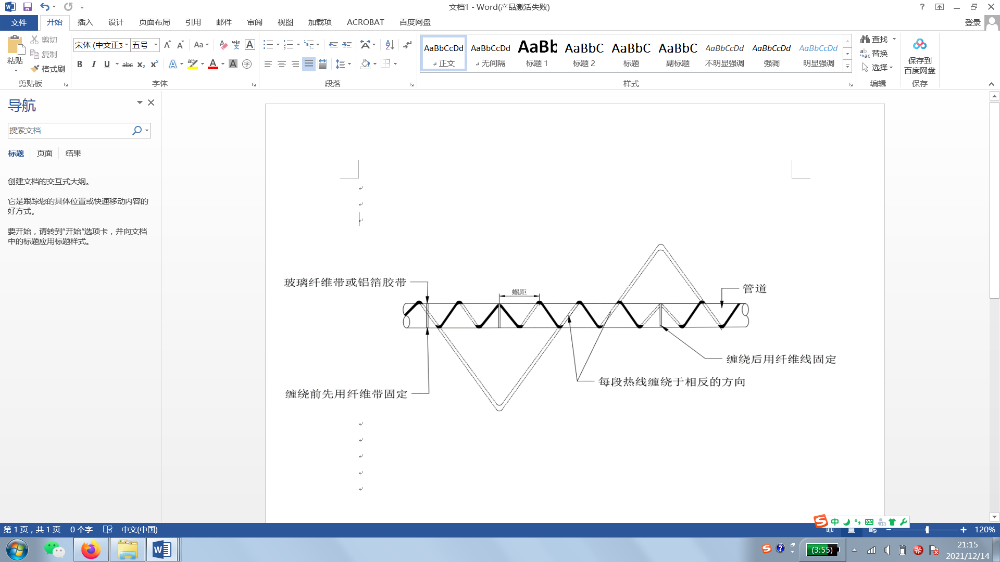 文档1 - Word(产品激活失败)
文件 开始 插入 设计 页面布局 引用 邮件 审阅 视图 加载项 ACROBAT 百度网盘 登录
粘贴
剪切
复制
格式刷
剪贴板
宋体 (中文正文 五号
字体
段落
AaBbCcDd AaBbCcDd AaBb AaBbC AaBbC AaBbC AaBbCcDd AaBbCcDd AaBbCcDd
正文 无间隔 标题 1 标题 2 标题 副标题 不明显强调 强调 明显强调
样式
查找
替换
选择
编辑
保存到
百度网盘
保存
导航
搜索文档
标题 页面 结果
创建文档的交互式大纲。
它是跟踪您的具体位置或快速移动内容的
好方式。
要开始，请转到“开始”选项卡，并向文档
中的标题应用标题样式。
玻璃纤维带或铝箔胶带
螺距
管道
缠绕后用纤维线固定
每段热线缠绕于相反的方向
缠绕前先用纤维带固定
第 1 页，共 1 页 0 个字 中文(中国) 120%
中
(3:55)
21:15
2021/12/14